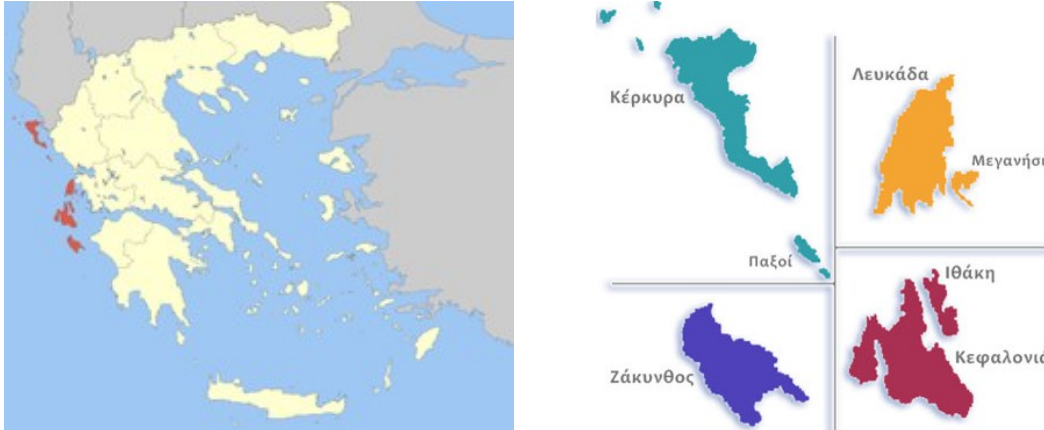 Κέρκυρα
Λευκάδα
Μεγανήσι
Παξοί
Ιθάκη
Κεφαλονιά
Ζάκυνθος